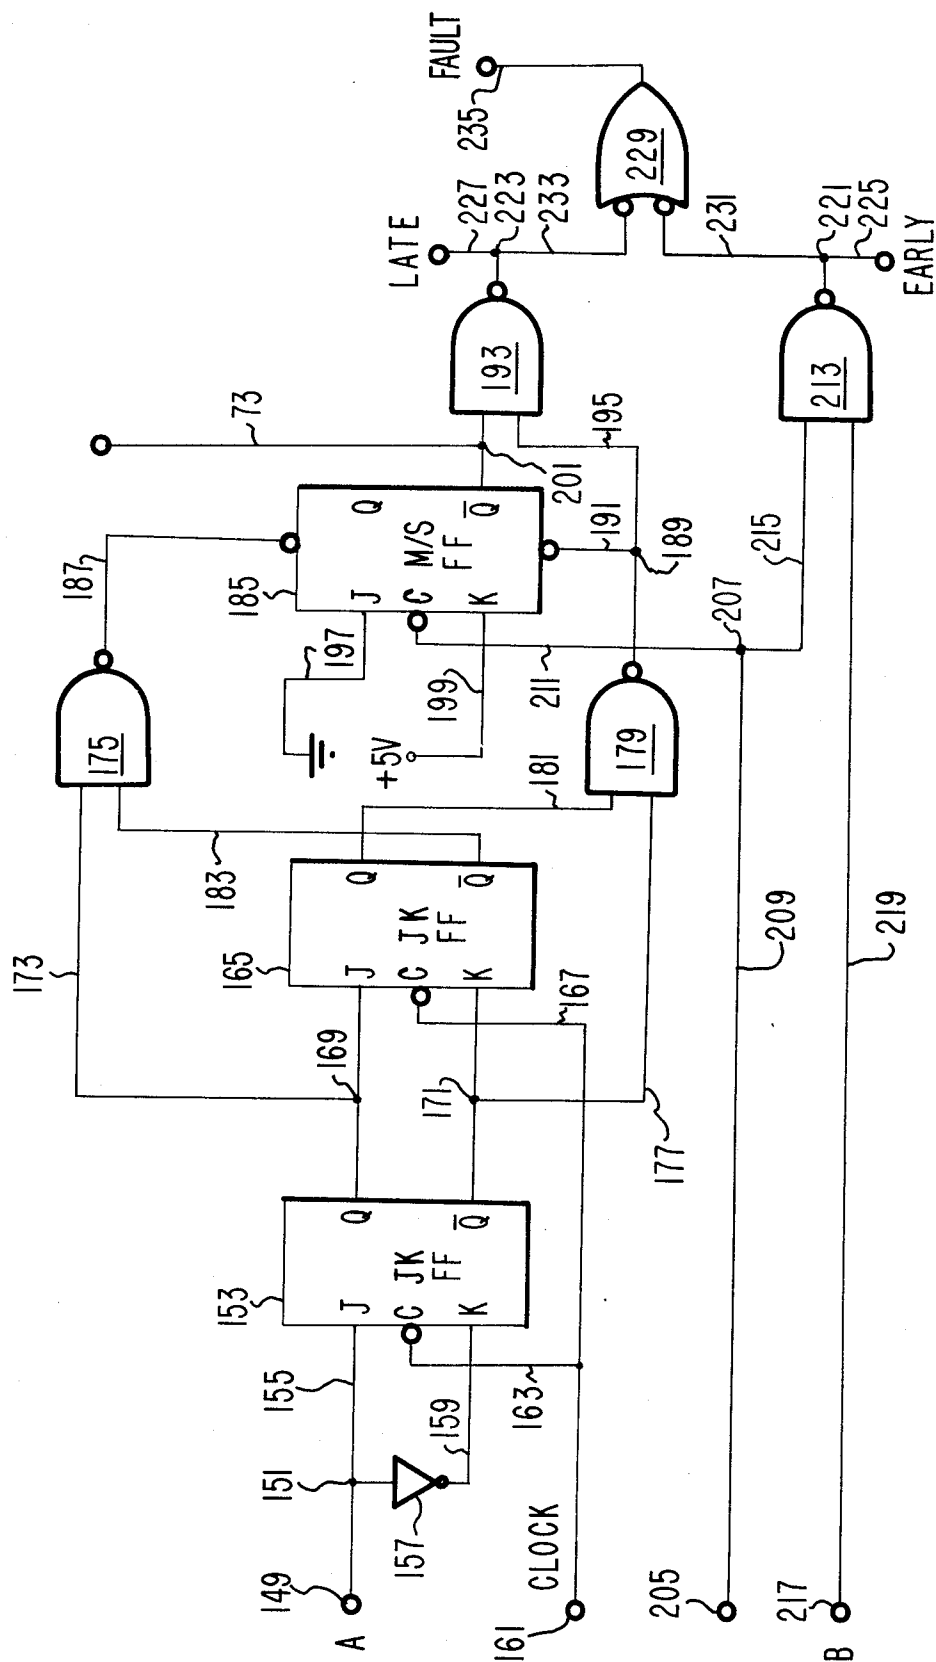 A
149
151
155
157
159
CLOCK
161
163
153
J
C
K
JK
FF
Q
Q̅
169
171
173
177
167
165
J
C
K
JK
FF
Q
Q̅
183
181
175
179
187
185
197
199
+5V
J
C
K
M/S
FF
Q
Q̅
191
189
195
73
201
193
LATE
227
223
233
229
235
FAULT
231
221
225
EARLY
213
215
211
207
209
205
B
217
219